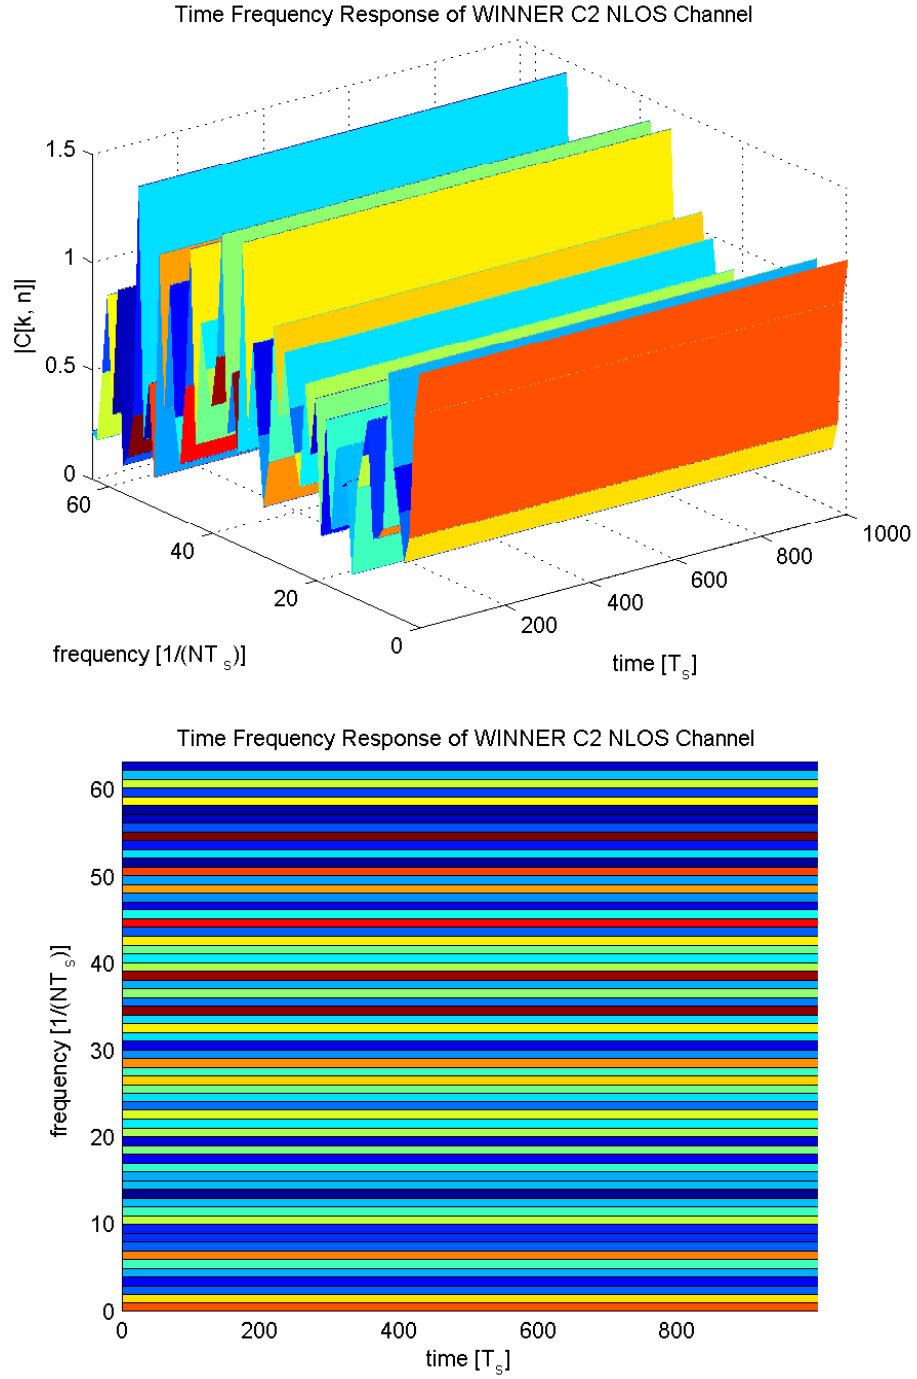 Time Frequency Response of WINNER C2 NLOS Channel
1.5
1
0.5
0
|C[k, n]|
60
40
20
0
frequency [1/(NT s)]
200
400
600
800
1000
time [Ts]
Time Frequency Response of WINNER C2 NLOS Channel
60
50
40
30
20
10
0
frequency [1/(NT s)]
0 200 400 600 800
time [Ts]